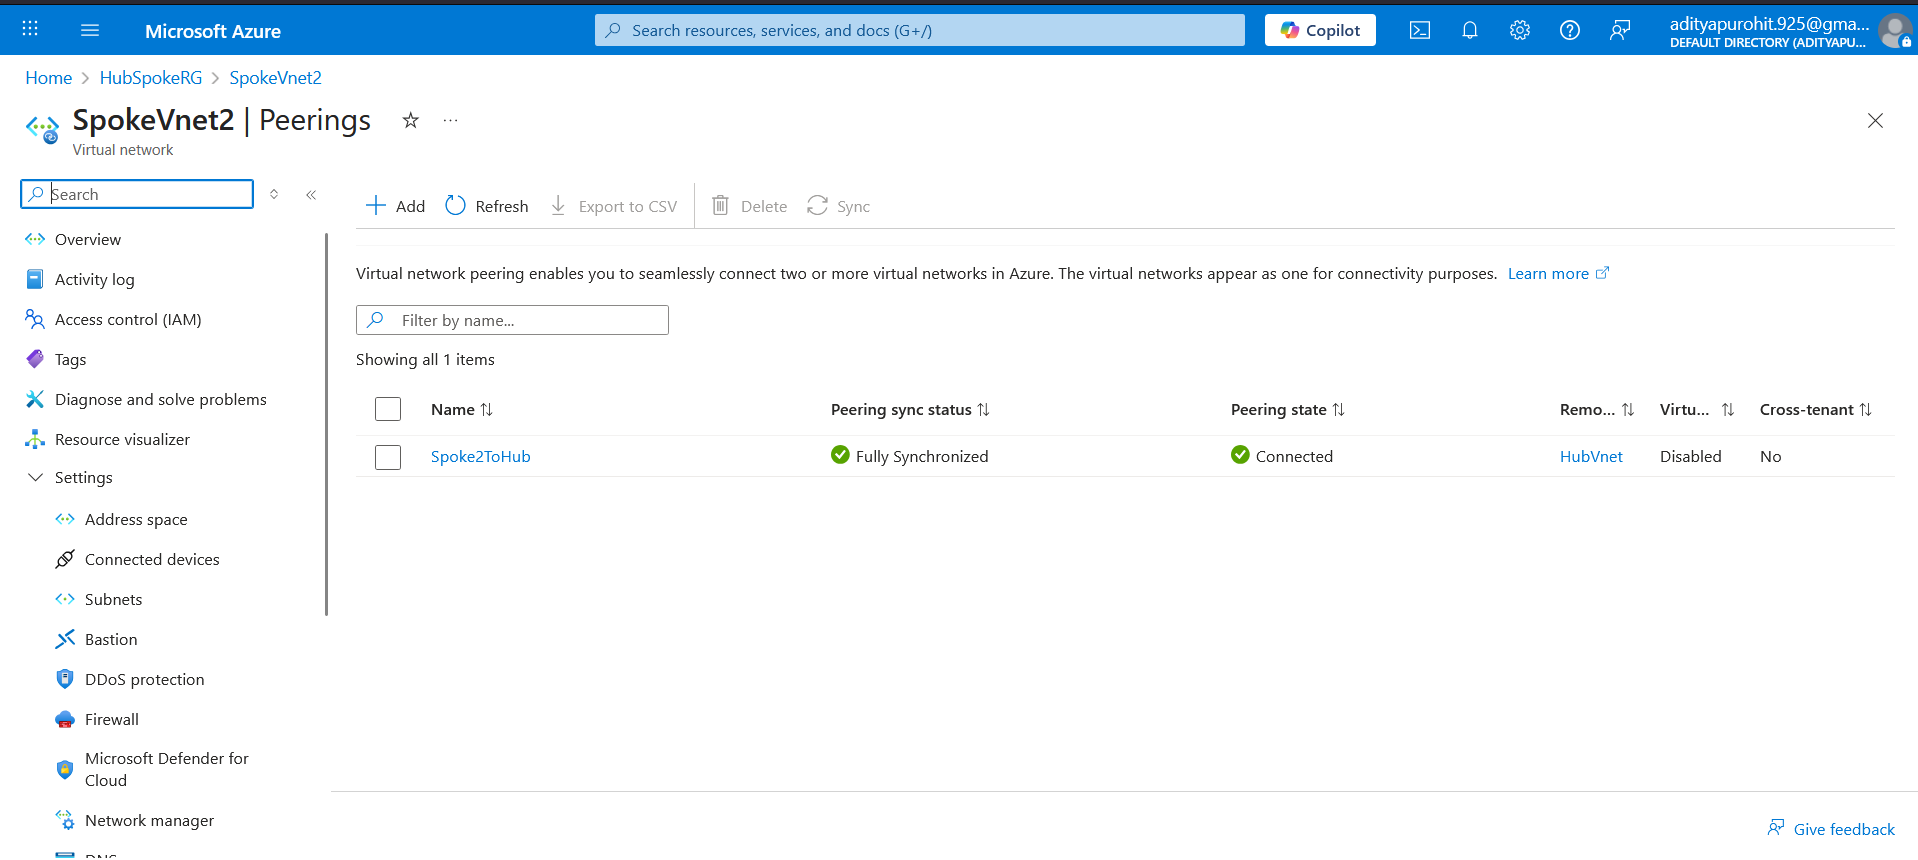 Microsoft Azure
Search resources, services, and docs (G+/)
Copilot
adityapurohit.925@gma...
DEFAULT DIRECTORY (ADITYAPU...
Home > HubSpokeRG > SpokeVnet2
SpokeVnet2 | Peerings
Virtual network
Search
Add Refresh Export to CSV Delete Sync
Overview
Activity log
Access control (IAM)
Tags
Diagnose and solve problems
Resource visualizer
Settings
Address space
Connected devices
Subnets
Bastion
DDoS protection
Firewall
Microsoft Defender for
Cloud
Network manager
DNS
Virtual network peering enables you to seamlessly connect two or more virtual networks in Azure. The virtual networks appear as one for connectivity purposes. Learn more
Filter by name...
Showing all 1 items
Name Peering sync status Peering state Remo... Virtu... Cross-tenant
Spoke2ToHub Fully Synchronized Connected HubVnet Disabled No
Give feedback